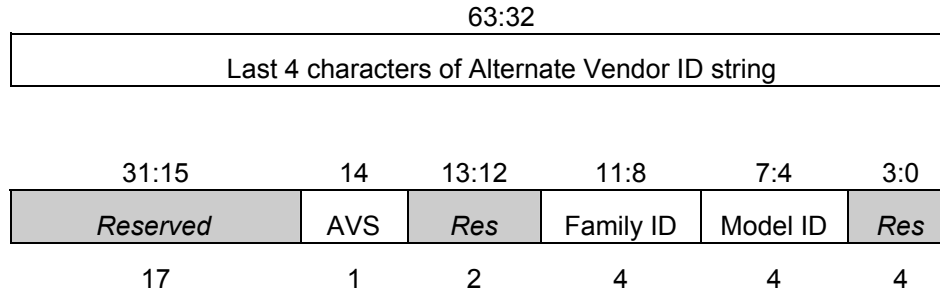 63:32
Last 4 characters of Alternate Vendor ID string
31:15 14 13:12 11:8 7:4 3:0
Reserved AVS Res Family ID Model ID Res
17 1 2 4 4 4